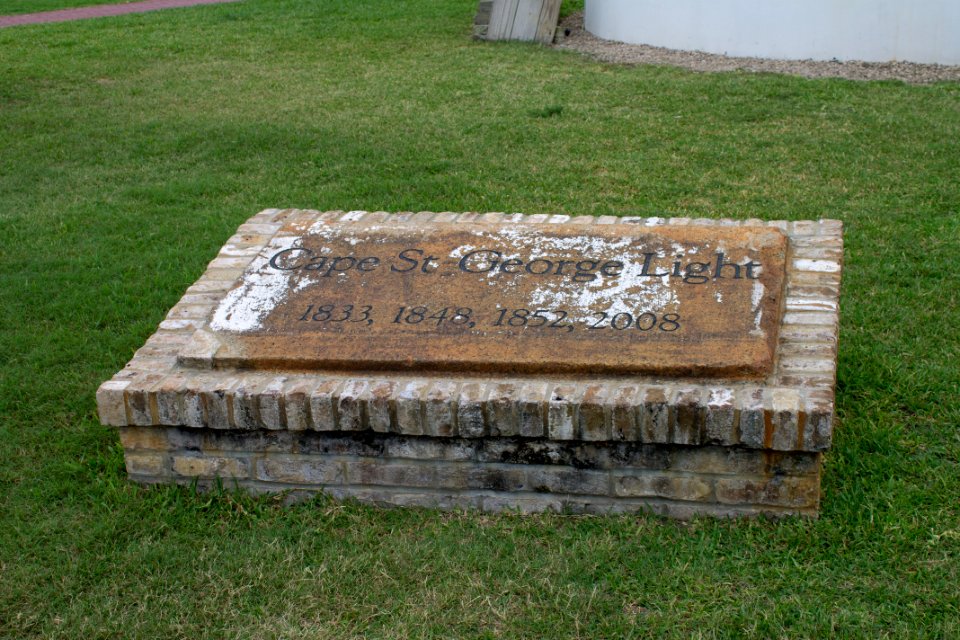 Cape St. George Light
1833, 1848, 1852, 2008